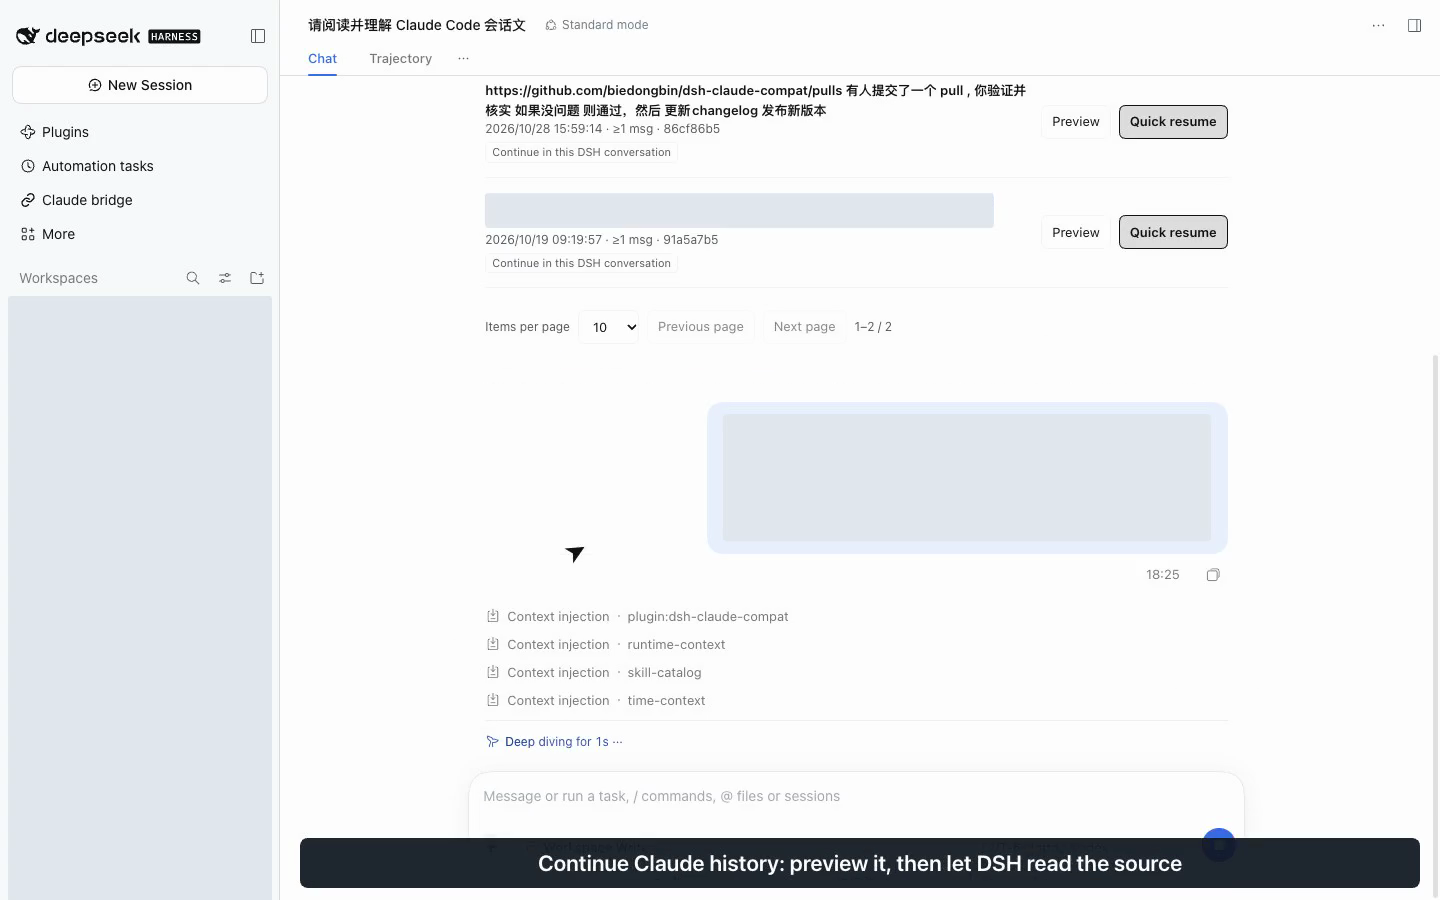 deepseek HARNESS
New Session
Plugins
Automation tasks
Claude bridge
More
Workspaces
请阅读并理解 Claude Code 会话文
Standard mode
Chat
Trajectory
https://github.com/biedongbin/dsh-claude-compat/pulls 有人提交了一个 pull , 你验证并
核实 如果没问题 则通过，然后 更新changelog 发布新版本
2026/10/28 15:59:14 · ≥1 msg · 86cf86b5
Continue in this DSH conversation
Preview
Quick resume
2026/10/19 09:19:57 · ≥1 msg · 91a5a7b5
Continue in this DSH conversation
Preview
Quick resume
Items per page
10
Previous page
Next page
1–2 / 2
18:25
Context injection · plugin:dsh-claude-compat
Context injection · runtime-context
Context injection · skill-catalog
Context injection · time-context
Deep diving for 1s ···
Message or run a task, / commands, @ files or sessions
Continue Claude history: preview it, then let DSH read the source